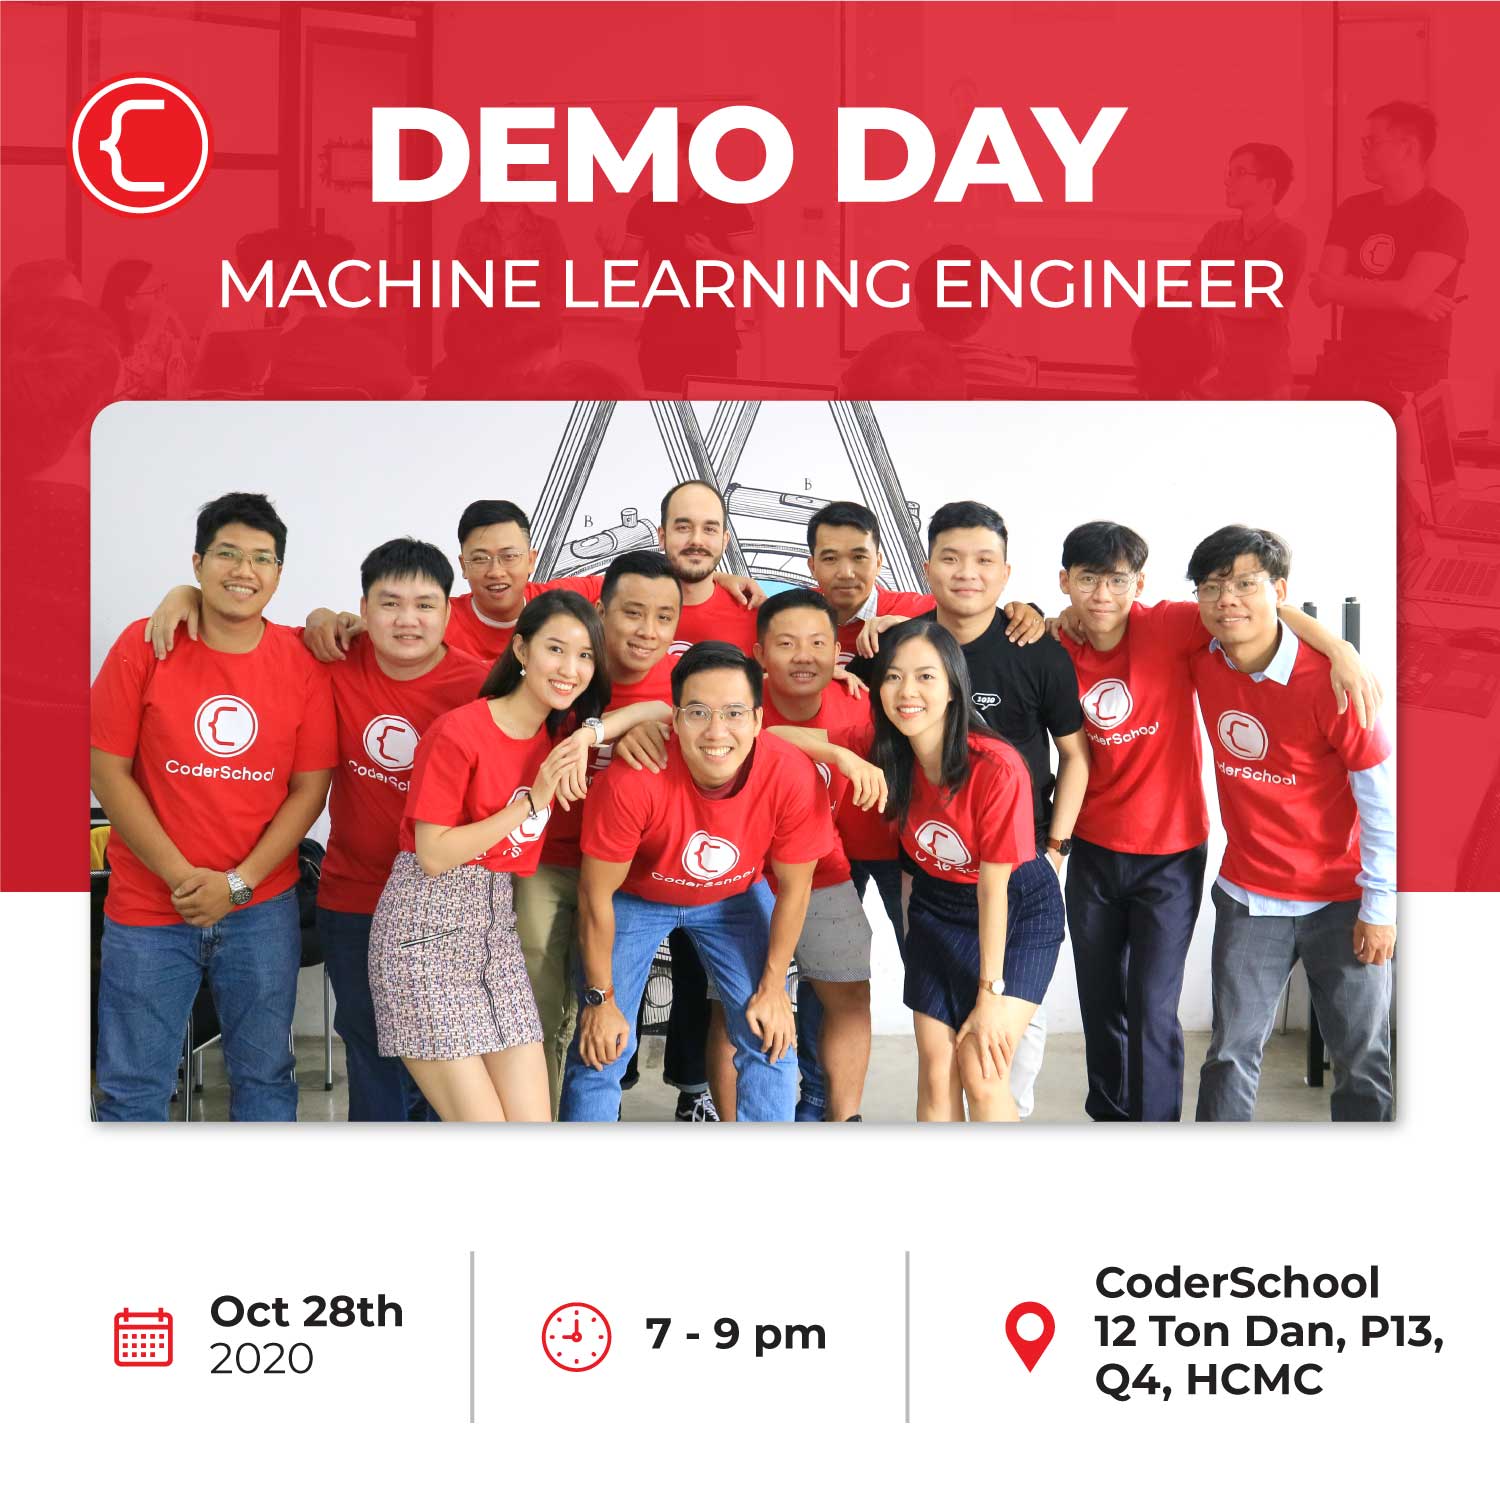 DEMO DAY
MACHINE LEARNING ENGINEER
B
B
1010
CoderSchool
CoderSchool
CoderSchool
Oct 28th
2020
7 - 9 pm
CoderSchool
12 Ton Dan, P13,
Q4, HCMC